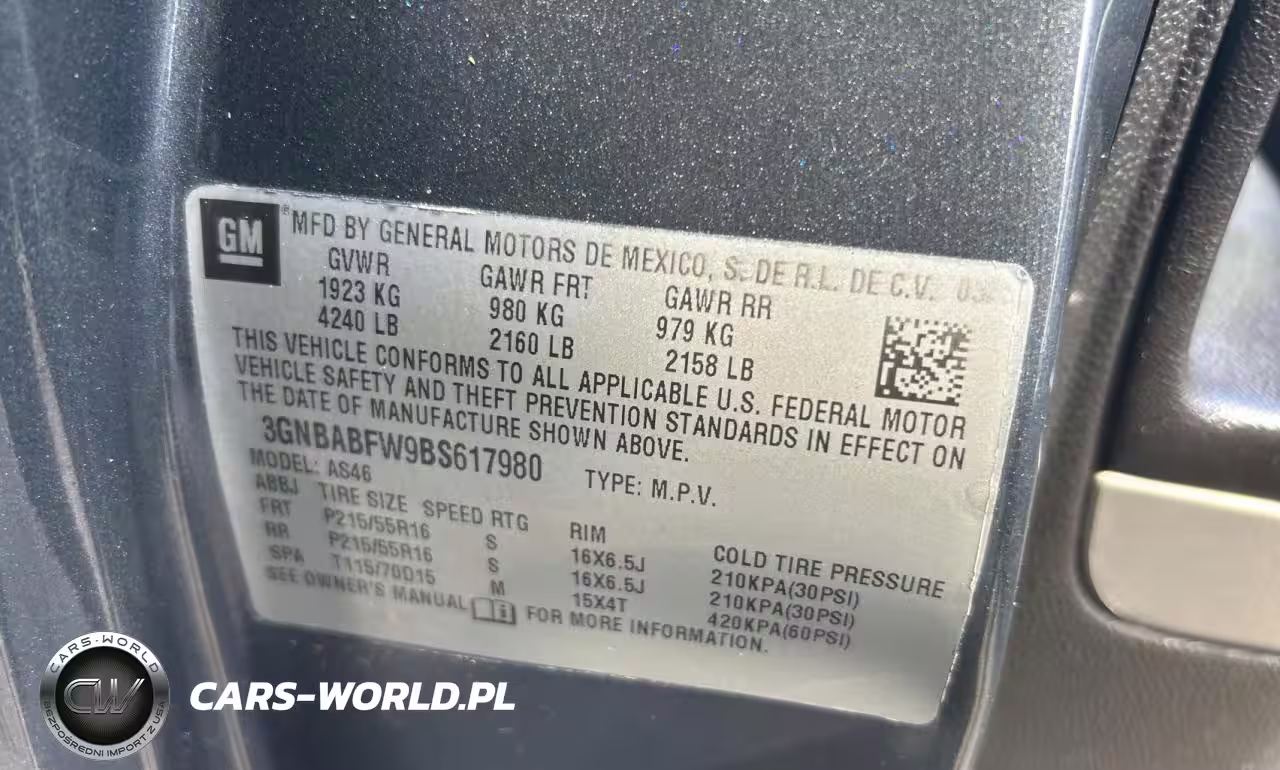 GM
® MFD BY GENERAL MOTORS DE MEXICO, S. DE R.L. DE C.V.
GVWR GAWR FRT GAWR RR
1923 KG 980 KG 979 KG
4240 LB 2160 LB 2158 LB
THIS VEHICLE CONFORMS TO ALL APPLICABLE U.S. FEDERAL MOTOR
VEHICLE SAFETY AND THEFT PREVENTION STANDARDS IN EFFECT ON
THE DATE OF MANUFACTURE SHOWN ABOVE.
3GNBABFW9BS617980 TYPE: M.P.V.
MODEL: AS46
ABBJ TIRE SIZE SPEED RTG RIM COLD TIRE PRESSURE
FRT P215/55R16 S 16X6.5J 210KPA(30PSI)
RR P215/55R16 S 16X6.5J 210KPA(30PSI)
SPA T115/70D15 M 15X4T 420KPA(60PSI)
SEE OWNER'S MANUAL FOR MORE INFORMATION.
CARS-WORLD
CW
BEZPOŚREDNI IMPORT Z USA
CARS-WORLD.PL